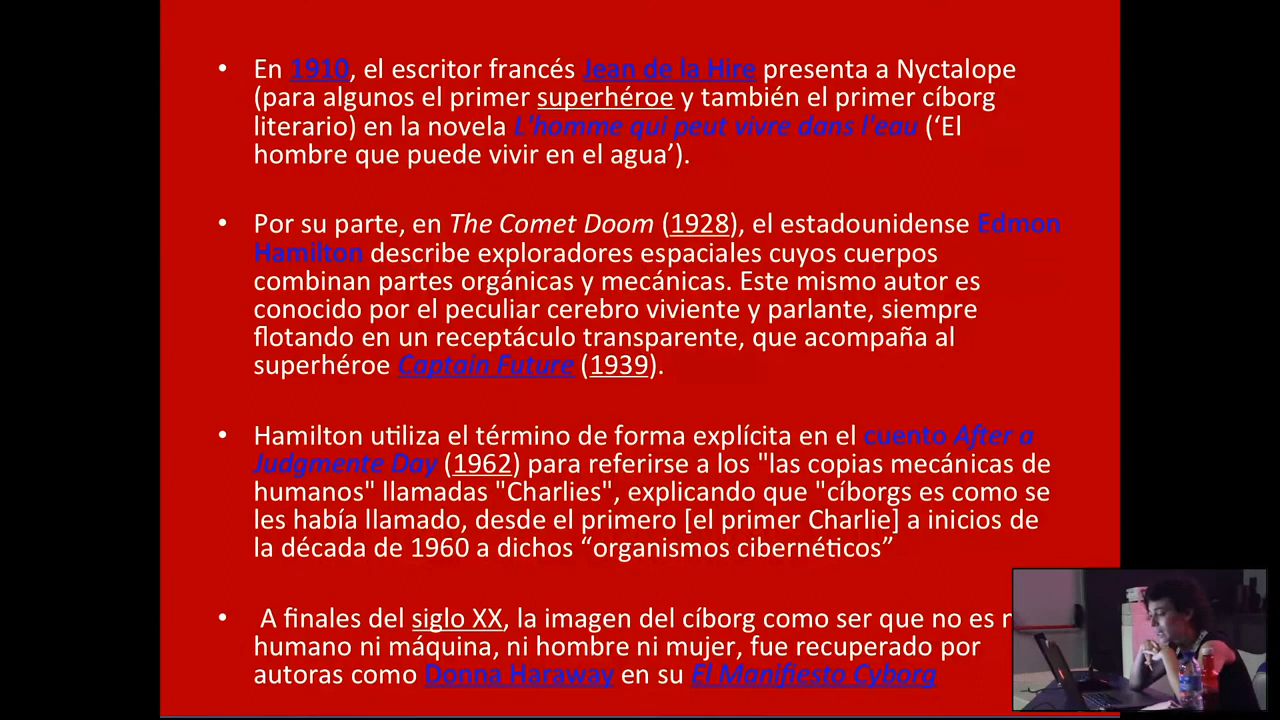 • En 1910, el escritor francés Jean de la Hire presenta a Nyctalope
(para algunos el primer superhéroe y también el primer cíborg
literario) en la novela L'homme qui peut vivre dans l'eau (‘El
hombre que puede vivir en el agua’).
• Por su parte, en The Comet Doom (1928), el estadounidense Edmon
Hamilton describe exploradores espaciales cuyos cuerpos
combinan partes orgánicas y mecánicas. Este mismo autor es
conocido por el peculiar cerebro viviente y parlante, siempre
flotando en un receptáculo transparente, que acompaña al
superhéroe Captain Future (1939).
• Hamilton utiliza el término de forma explícita en el cuento After a
Judgmente Day (1962) para referirse a los "las copias mecánicas de
humanos" llamadas "Charlies", explicando que "cíborgs es como se
les había llamado, desde el primero [el primer Charlie] a inicios de
la década de 1960 a dichos “organismos cibernéticos”
• A finales del siglo XX, la imagen del cíborg como ser que no es
humano ni máquina, ni hombre ni mujer, fue recuperado por
autoras como Donna Haraway en su El Manifiesto Cyborg